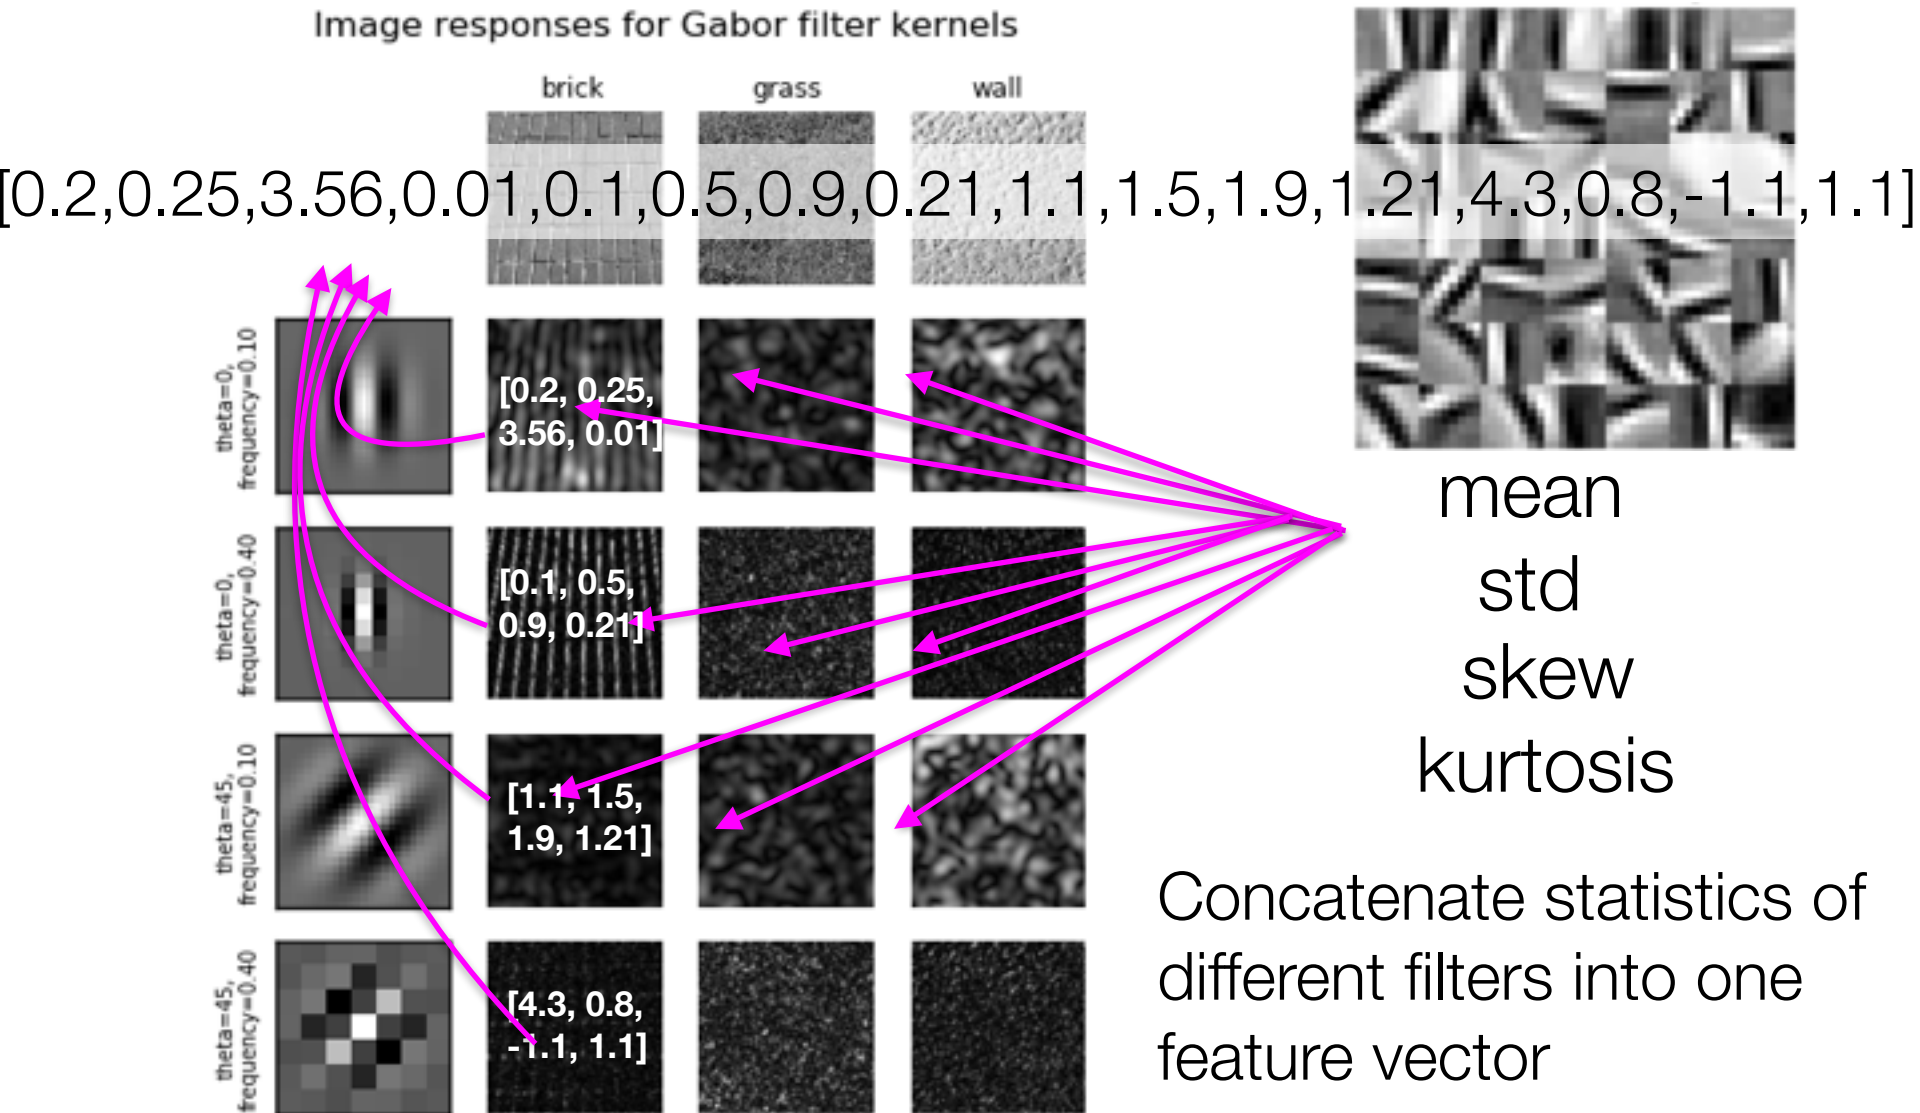 Image responses for Gabor filter kernels
brick
grass
wall
[0.2,0.25,3.56,0.01,0.1,0.5,0.9,0.21,1.1,1.5,1.9,1.21,4.3,0.8,-1.1,1.1]
theta=0,
frequency=0.10
[0.2, 0.25,
3.56, 0.01]
theta=0,
frequency=0.40
[0.1, 0.5,
0.9, 0.21]
theta=45,
frequency=0.10
[1.1, 1.5,
1.9, 1.21]
theta=45,
frequency=0.40
[4.3, 0.8,
-1.1, 1.1]
mean
std
skew
kurtosis
Concatenate statistics of
different filters into one
feature vector